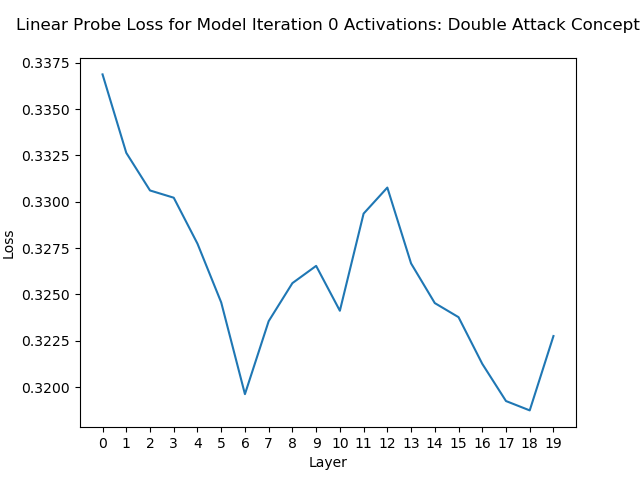 Linear Probe Loss for Model Iteration 0 Activations: Double Attack Concept
0.3375
0.3350
0.3325
0.3300
0.3275
0.3250
0.3225
0.3200
Loss
0 1 2 3 4 5 6 7 8 9 10 11 12 13 14 15 16 17 18 19
Layer